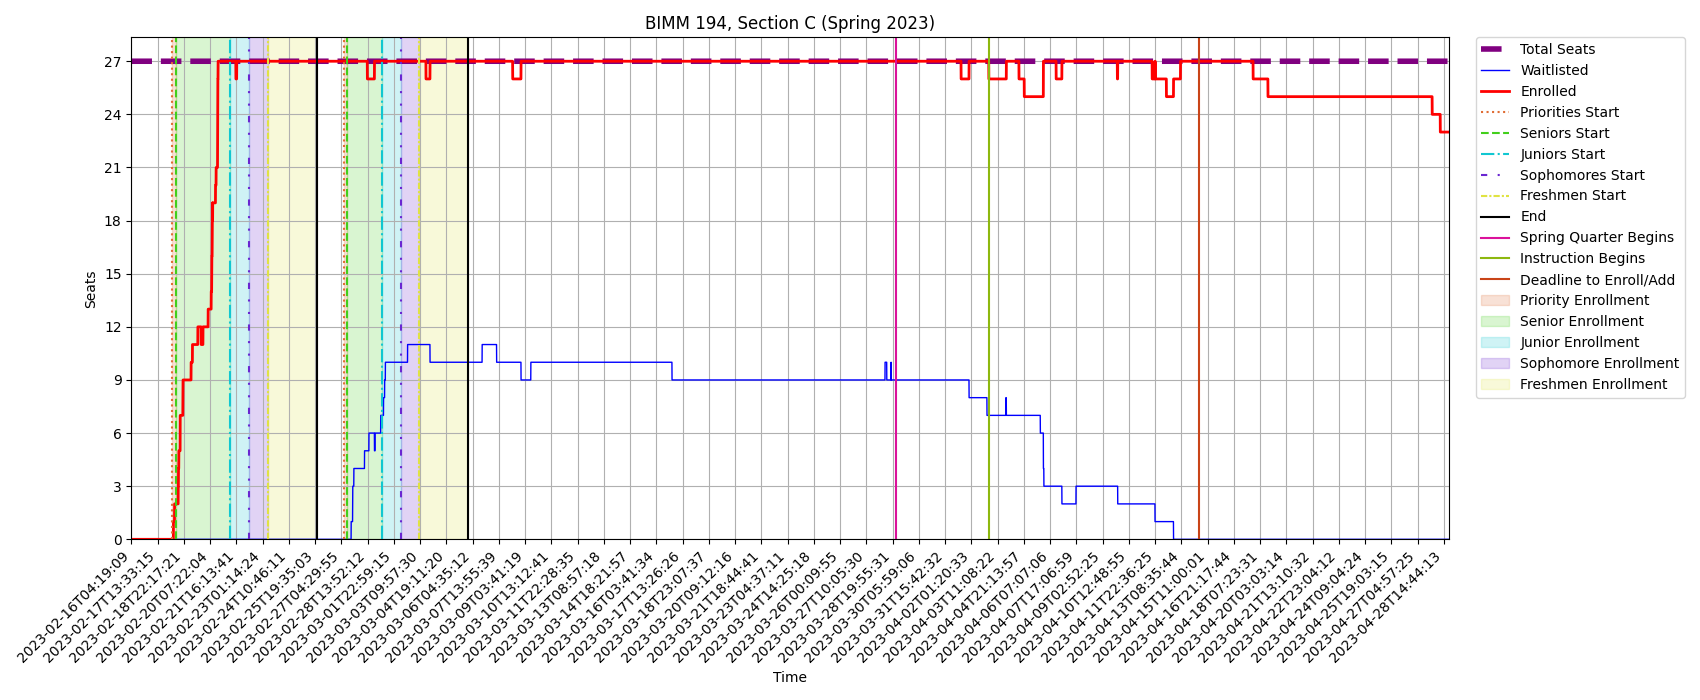 BIMM 194, Section C (Spring 2023)
27
24
21
18
15
12
9
6
3
0
Seats
2023-02-16T04:19:09
2023-02-17T13:33:15
2023-02-18T22:17:21
2023-02-20T07:22:04
2023-02-21T16:13:41
2023-02-23T01:14:24
2023-02-24T10:46:11
2023-02-25T19:35:03
2023-02-27T04:29:55
2023-02-28T13:52:12
2023-03-01T22:59:15
2023-03-03T09:57:30
2023-03-04T19:11:20
2023-03-06T04:35:12
2023-03-07T13:55:39
2023-03-09T03:41:19
2023-03-10T13:12:41
2023-03-11T22:28:35
2023-03-13T08:57:18
2023-03-14T18:21:57
2023-03-16T03:41:34
2023-03-17T13:26:26
2023-03-18T23:07:37
2023-03-20T09:12:16
2023-03-21T18:44:41
2023-03-23T04:37:11
2023-03-24T14:25:18
2023-03-26T00:09:55
2023-03-27T10:05:30
2023-03-28T19:55:31
2023-03-30T05:59:06
2023-03-31T15:42:32
2023-04-02T01:20:33
2023-04-03T11:08:22
2023-04-04T21:13:57
2023-04-06T07:07:06
2023-04-07T17:06:59
2023-04-09T02:52:25
2023-04-10T12:48:55
2023-04-11T22:36:25
2023-04-13T08:35:44
2023-04-15T11:00:01
2023-04-16T21:17:44
2023-04-18T07:23:31
2023-04-20T03:03:14
2023-04-21T13:10:32
2023-04-22T23:04:12
2023-04-24T09:04:24
2023-04-25T19:03:15
2023-04-27T04:57:25
2023-04-28T14:44:13
Time
Total Seats
Waitlisted
Enrolled
Priorities Start
Seniors Start
Juniors Start
Sophomores Start
Freshmen Start
End
Spring Quarter Begins
Instruction Begins
Deadline to Enroll/Add
Priority Enrollment
Senior Enrollment
Junior Enrollment
Sophomore Enrollment
Freshmen Enrollment